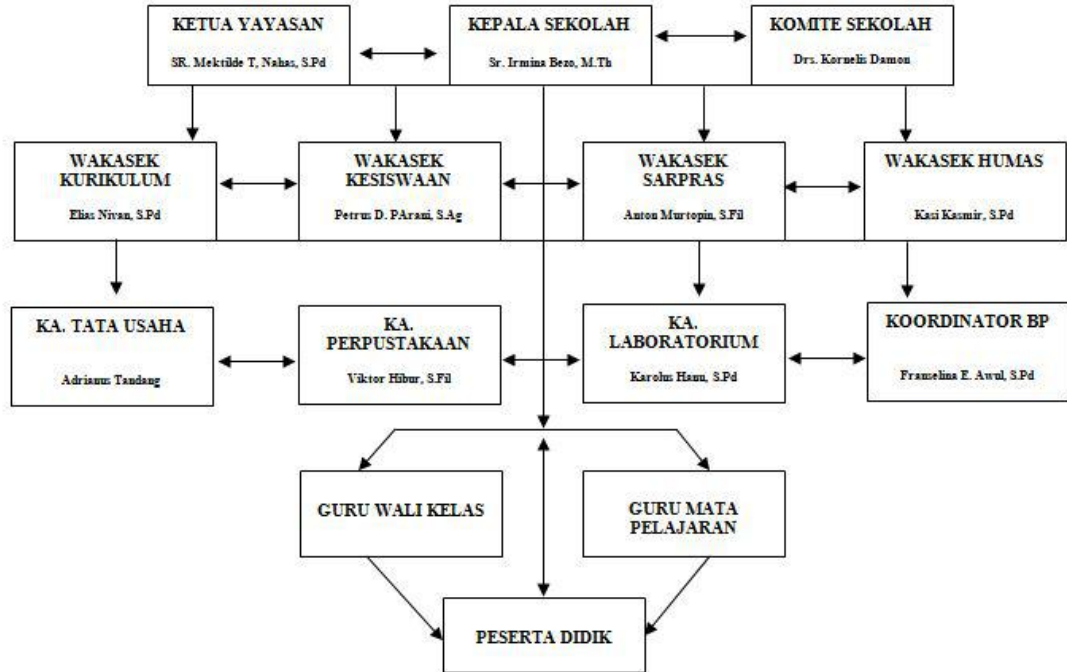 KETUA YAYASAN
SR. Mektilde T, Nahas, S.Pd
KEPALA SEKOLAH
Sr. Irmina Bezo, M.Th
KOMITE SEKOLAH
Drs. Kornelis Damon
WAKASEK
KURIKULUM
Elias Nivan, S.Pd
WAKASEK
KESISWAAN
Petrus D. PArani, S.Ag
WAKASEK
SARPRAS
Anton Murtopin, S.Fil
WAKASEK HUMAS
Kasi Kasmir, S.Pd
KA. TATA USAHA
Adrianus Tandang
KA.
PERPUSTAKAAN
Viktor Hibur, S.Fil
KA.
LABORATORIUM
Karolus Hanu, S.Pd
KOORDINATOR BP
Franselina E. Awul, S.Pd
GURU WALI KELAS
GURU MATA
PELAJARAN
PESERTA DIDIK